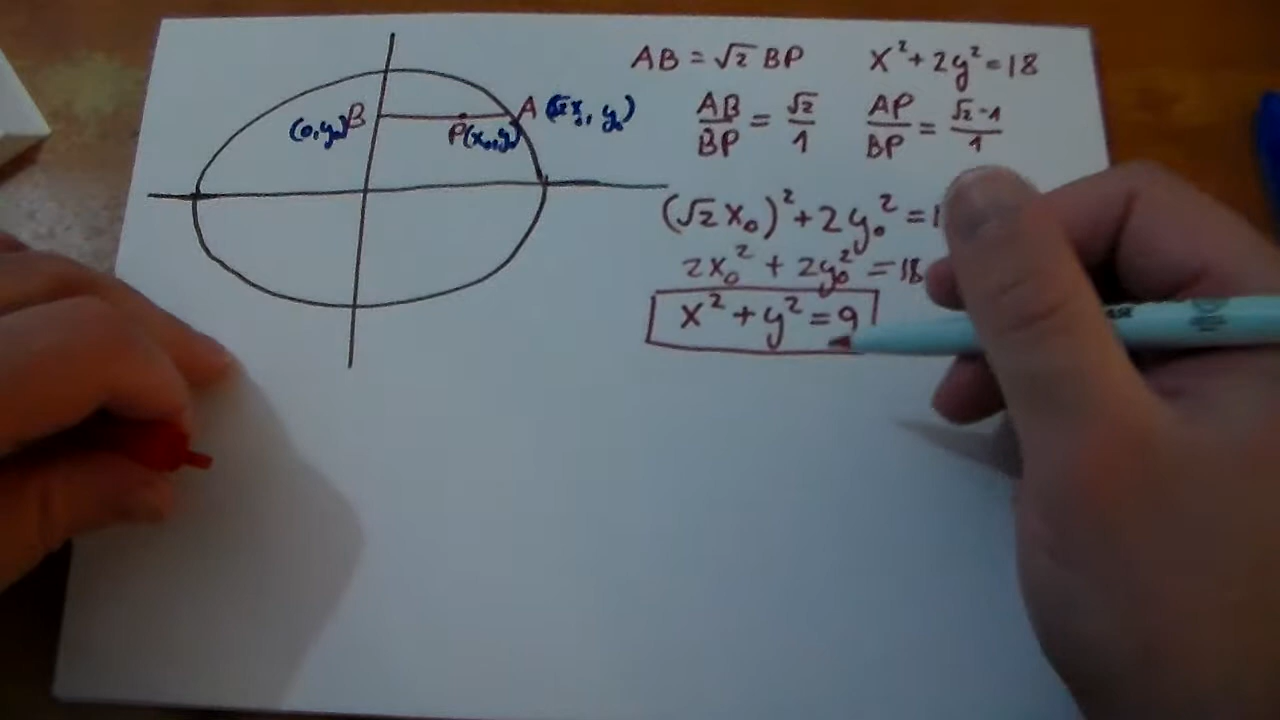 AB = √2 BP x² + 2y² = 18
AB/BP = √2/1 AP/BP = √2-1/1
(0, y₀) B P(x₀, y₀) A (√2x₀, y₀)
(√2 x₀)² + 2y₀² = 1
2x₀² + 2y₀² = 18
x² + y² = 9